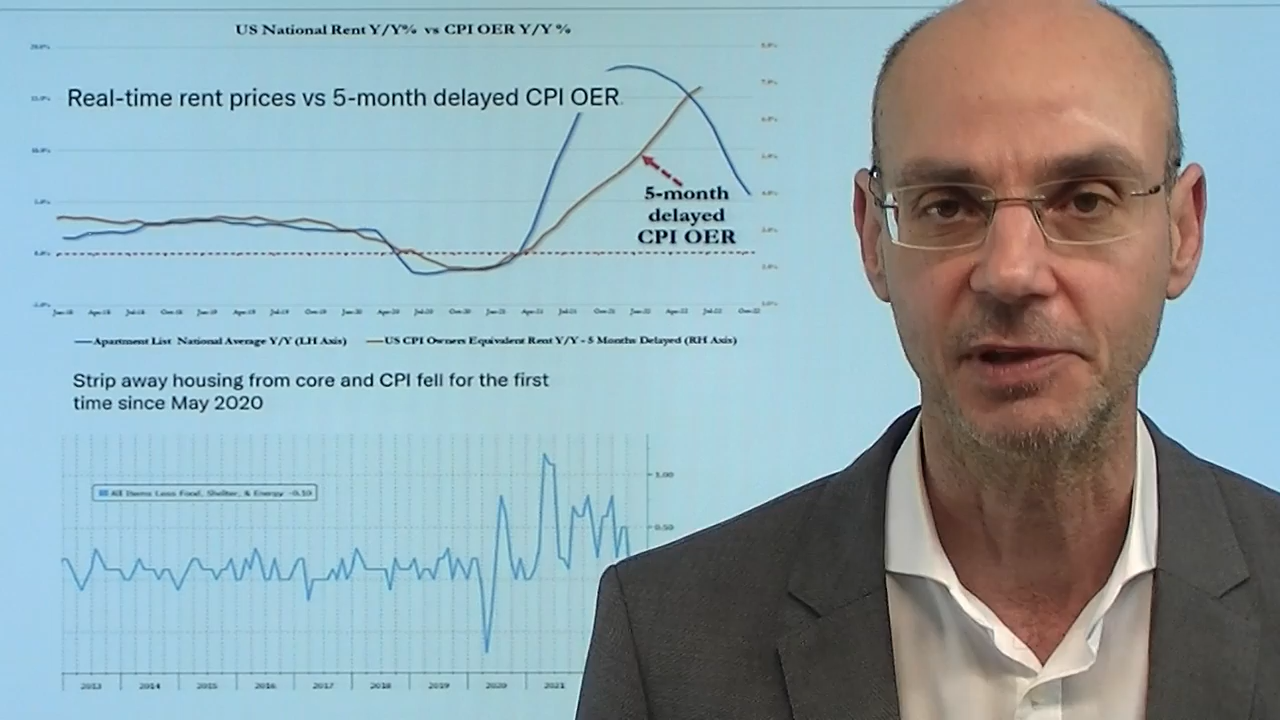 US National Rent Y/Y% vs CPI OER Y/Y %
Real-time rent prices vs 5-month delayed CPI OER
5-month
delayed
CPI OER
Apartment List National Average Y/Y (LH Axis)
US CPI Owners Equivalent Rent Y/Y - 5 Months Delayed (RH Axis)
Strip away housing from core and CPI fell for the first
time since May 2020
All Items Less Food, Shelter, & Energy -0.10
1.00
0.50
2013 2014 2015 2016 2017 2018 2019 2020 2021